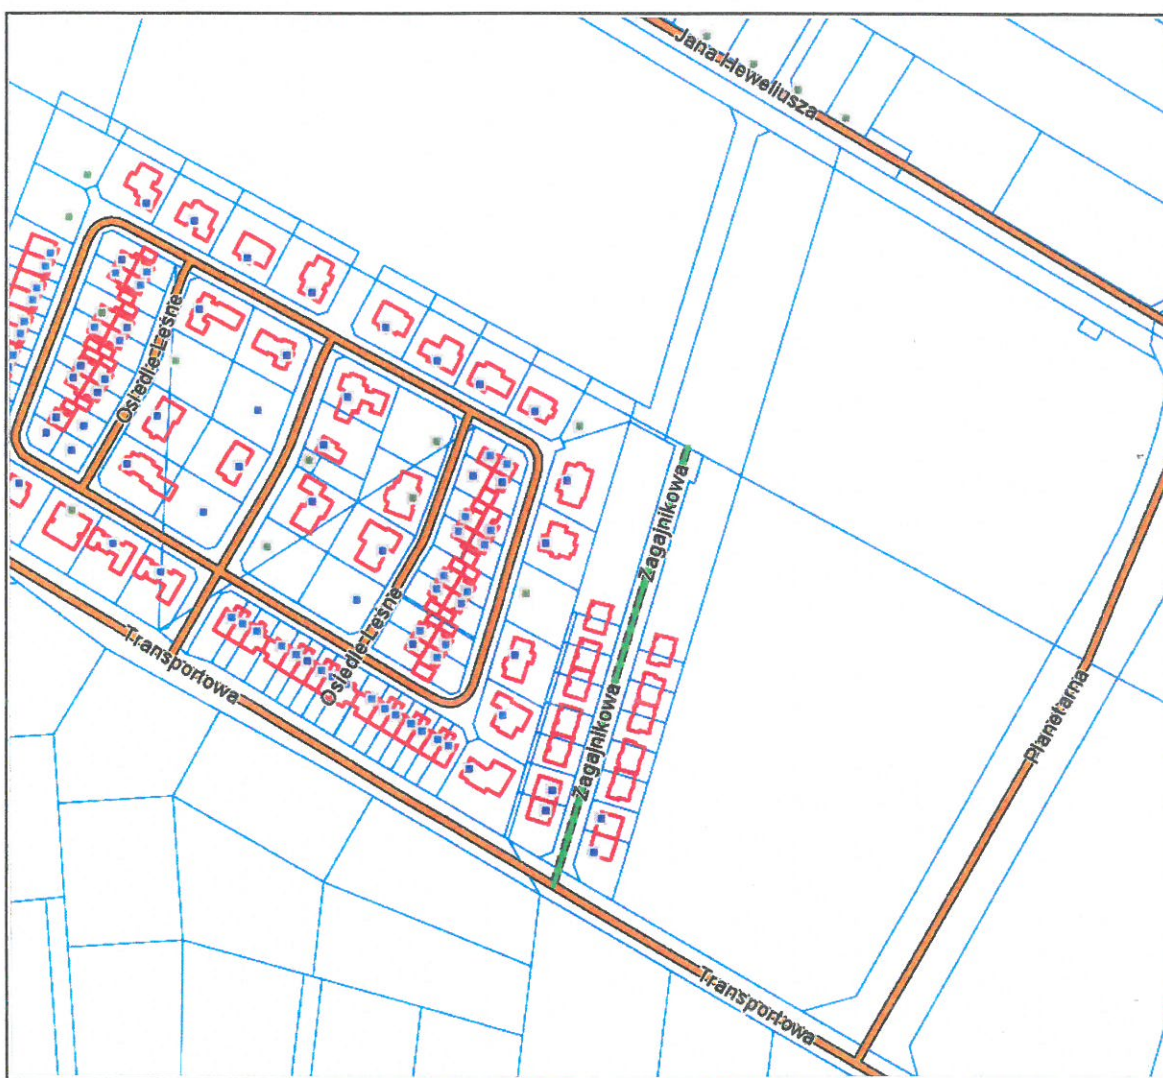 Jana Heweliusza
Osiedle Leśne
Zagajnikowa
Osiedle Leśne
Transportowa
Zagajnikowa
Planetarna
Transportowa